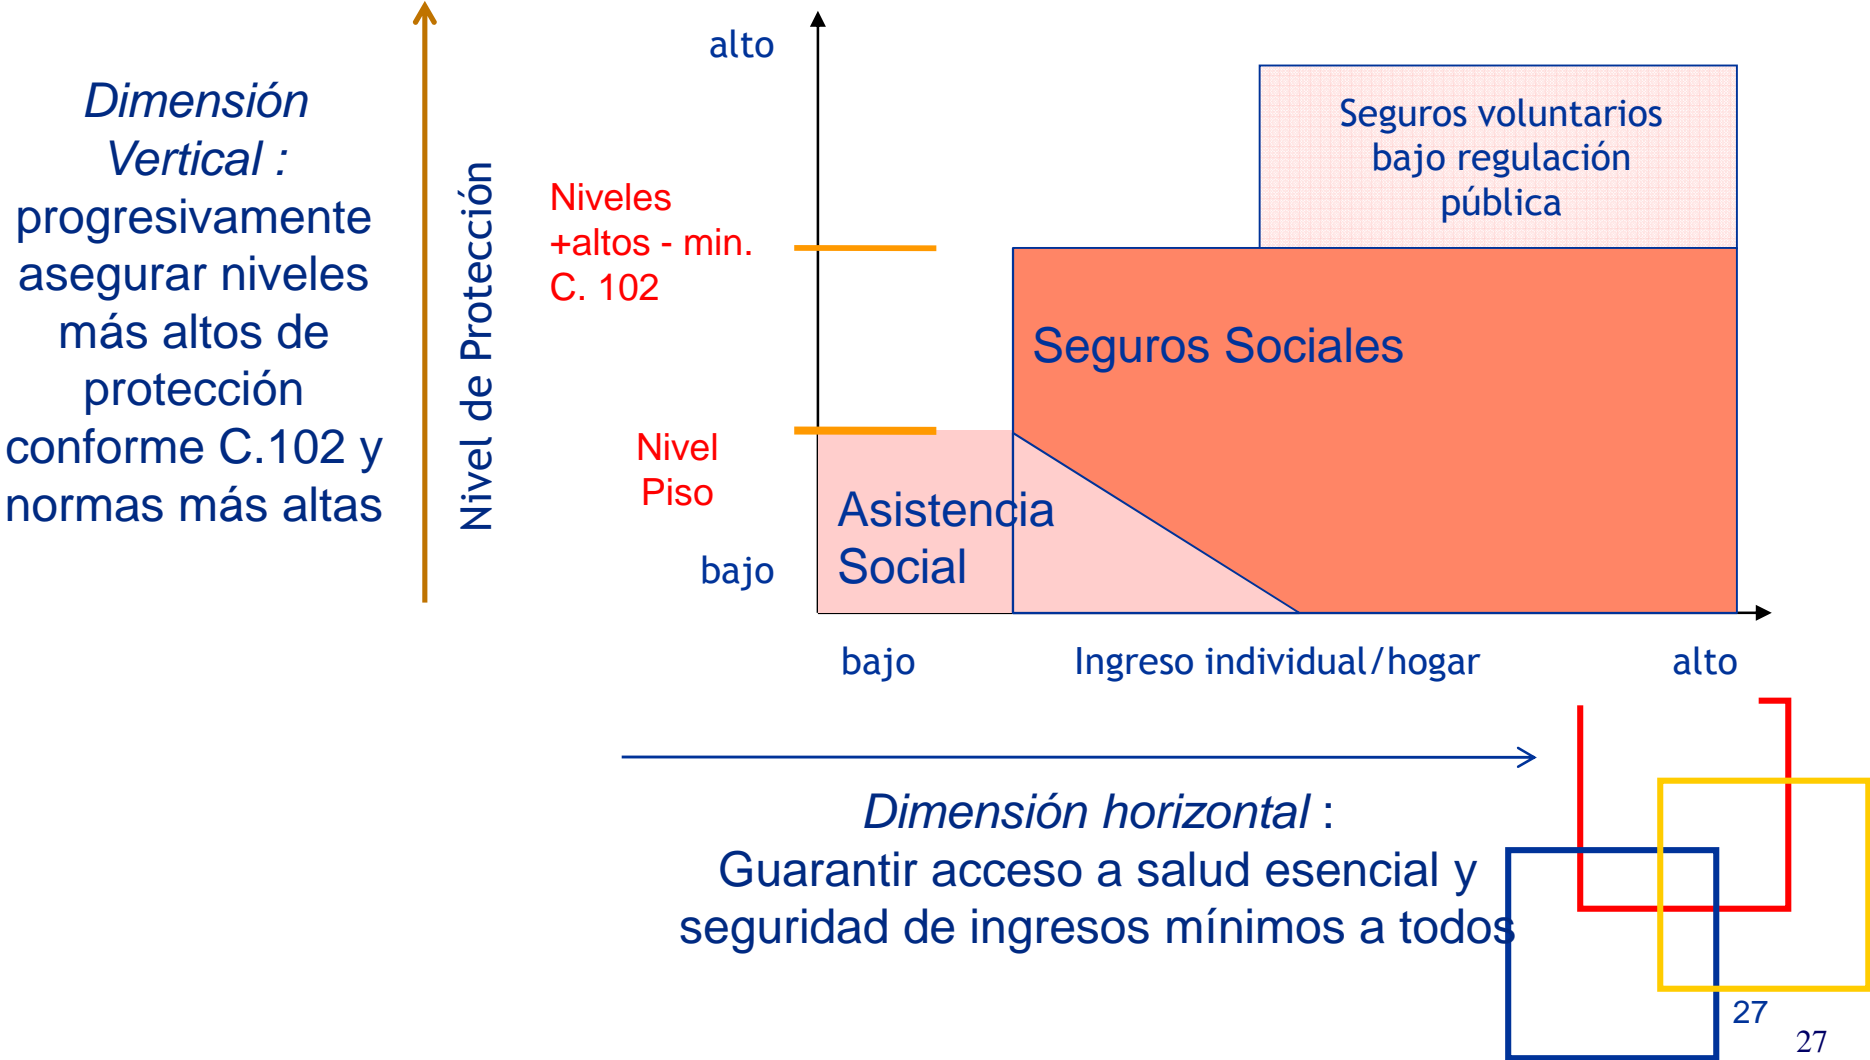 Dimensión
Vertical :
progresivamente
asegurar niveles
más altos de
protección
conforme C.102 y
normas más altas
Nivel de Protección
alto
Niveles
+altos - min.
C. 102
Nivel
Piso
bajo
Seguros voluntarios
bajo regulación
pública
Seguros Sociales
Asistencia
Social
bajo
Ingreso individual/hogar
alto
Dimensión horizontal :
Guarantir acceso a salud esencial y
seguridad de ingresos mínimos a todos
27
27